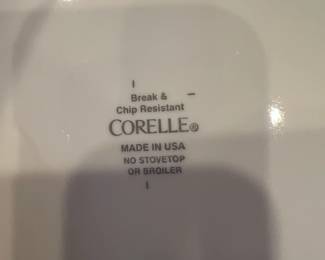 Break &
Chip Resistant
CORELLE®
MADE IN USA
NO STOVETOP
OR BROILER